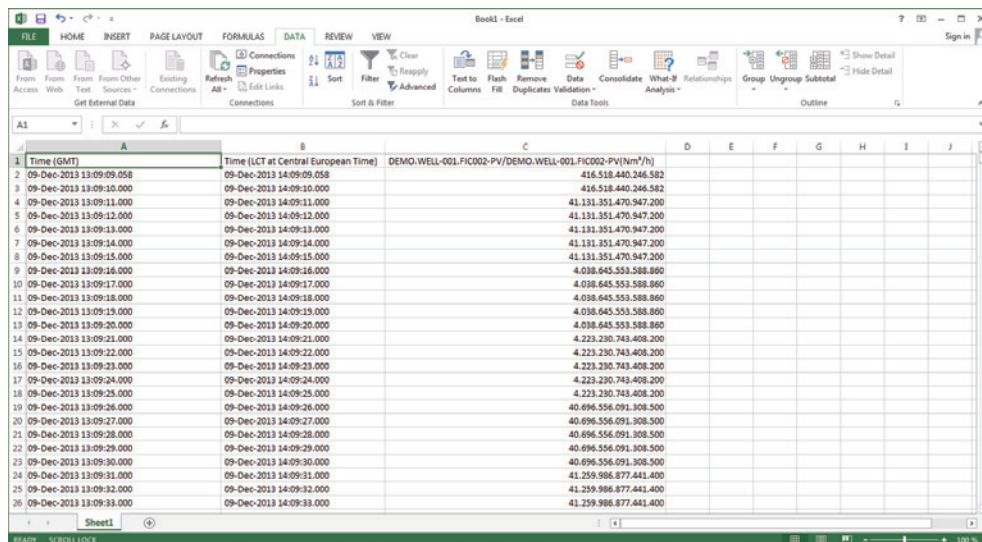 Book1 - Excel
FILE HOME INSERT PAGE LAYOUT FORMULAS DATA REVIEW VIEW Sign in
From Access From Web From Text From Other Sources Existing Connections Refresh All Connections Properties Edit Links Sort Filter Clear Reapply Advanced Text to Columns Flash Fill Remove Duplicates Data Validation Consolidate What-If Analysis Relationships Group Ungroup Subtotal Show Detail Hide Detail
Get External Data Connections Sort & Filter Data Tools Outline
A1 fx
A B C D E F G H I J
1 Time (GMT) Time (LCT at Central European Time) DEMO.WELL-001.FIC002-PV/DEMO.WELL-001.FIC002-PV(Nm³/h)
2 09-Dec-2013 13:09:09.058 09-Dec-2013 14:09:09.058 416.518.440.246.582
3 09-Dec-2013 13:09:10.000 09-Dec-2013 14:09:10.000 416.518.440.246.582
4 09-Dec-2013 13:09:11.000 09-Dec-2013 14:09:11.000 41.131.351.470.947.200
5 09-Dec-2013 13:09:12.000 09-Dec-2013 14:09:12.000 41.131.351.470.947.200
6 09-Dec-2013 13:09:13.000 09-Dec-2013 14:09:13.000 41.131.351.470.947.200
7 09-Dec-2013 13:09:14.000 09-Dec-2013 14:09:14.000 41.131.351.470.947.200
8 09-Dec-2013 13:09:15.000 09-Dec-2013 14:09:15.000 41.131.351.470.947.200
9 09-Dec-2013 13:09:16.000 09-Dec-2013 14:09:16.000 4.038.645.553.588.860
10 09-Dec-2013 13:09:17.000 09-Dec-2013 14:09:17.000 4.038.645.553.588.860
11 09-Dec-2013 13:09:18.000 09-Dec-2013 14:09:18.000 4.038.645.553.588.860
12 09-Dec-2013 13:09:19.000 09-Dec-2013 14:09:19.000 4.038.645.553.588.860
13 09-Dec-2013 13:09:20.000 09-Dec-2013 14:09:20.000 4.038.645.553.588.860
14 09-Dec-2013 13:09:21.000 09-Dec-2013 14:09:21.000 4.223.230.743.408.200
15 09-Dec-2013 13:09:22.000 09-Dec-2013 14:09:22.000 4.223.230.743.408.200
16 09-Dec-2013 13:09:23.000 09-Dec-2013 14:09:23.000 4.223.230.743.408.200
17 09-Dec-2013 13:09:24.000 09-Dec-2013 14:09:24.000 4.223.230.743.408.200
18 09-Dec-2013 13:09:25.000 09-Dec-2013 14:09:25.000 4.223.230.743.408.200
19 09-Dec-2013 13:09:26.000 09-Dec-2013 14:09:26.000 40.696.556.091.308.500
20 09-Dec-2013 13:09:27.000 09-Dec-2013 14:09:27.000 40.696.556.091.308.500
21 09-Dec-2013 13:09:28.000 09-Dec-2013 14:09:28.000 40.696.556.091.308.500
22 09-Dec-2013 13:09:29.000 09-Dec-2013 14:09:29.000 40.696.556.091.308.500
23 09-Dec-2013 13:09:30.000 09-Dec-2013 14:09:30.000 40.696.556.091.308.500
24 09-Dec-2013 13:09:31.000 09-Dec-2013 14:09:31.000 41.259.986.877.441.400
25 09-Dec-2013 13:09:32.000 09-Dec-2013 14:09:32.000 41.259.986.877.441.400
26 09-Dec-2013 13:09:33.000 09-Dec-2013 14:09:33.000 41.259.986.877.441.400
Sheet1
READY SCROLL LOCK 100 %